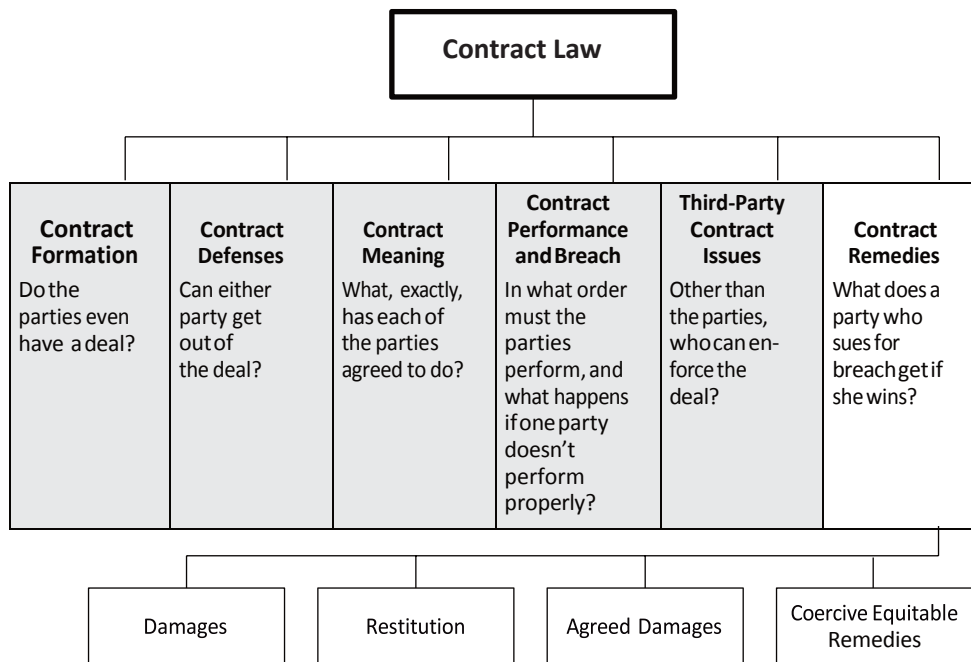 Contract Law
Contract
Formation
Do the
parties even
have a deal?
Contract
Defenses
Can either
party get
out of
the deal?
Contract
Meaning
What, exactly,
has each of
the parties
agreed to do?
Contract
Performance
and Breach
In what order
must the
parties
perform, and
what happens
if one party
doesn’t
perform
properly?
Third-Party
Contract
Issues
Other than
the parties,
who can en-
force the
deal?
Contract
Remedies
What does a
party who
sues for
breach get if
she wins?
Damages
Restitution
Agreed Damages
Coercive Equitable
Remedies